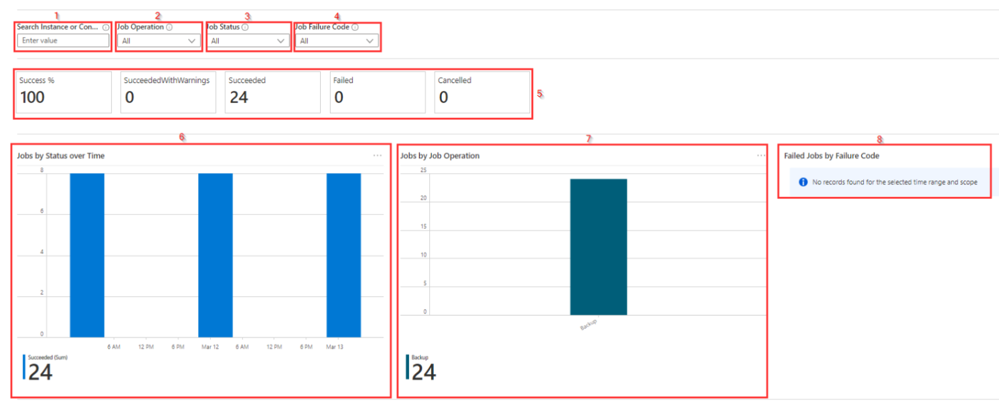 1
2
3
4
Search Instance or Con...
Job Operation
Job Status
Job Failure Code
Enter value
All
All
All
Success %
SucceededWithWarnings
Succeeded
Failed
Cancelled
100
0
24
0
0
5
6
7
8
Jobs by Status over Time
...
8
6
4
2
0
6 AM
12 PM
6 PM
Mar 12
6 AM
12 PM
6 PM
Mar 13
Succeeded (Sum)
24
Jobs by Job Operation
...
25
20
15
10
5
0
Backup
Backup
24
Failed Jobs by Failure Code
No records found for the selected time range and scope